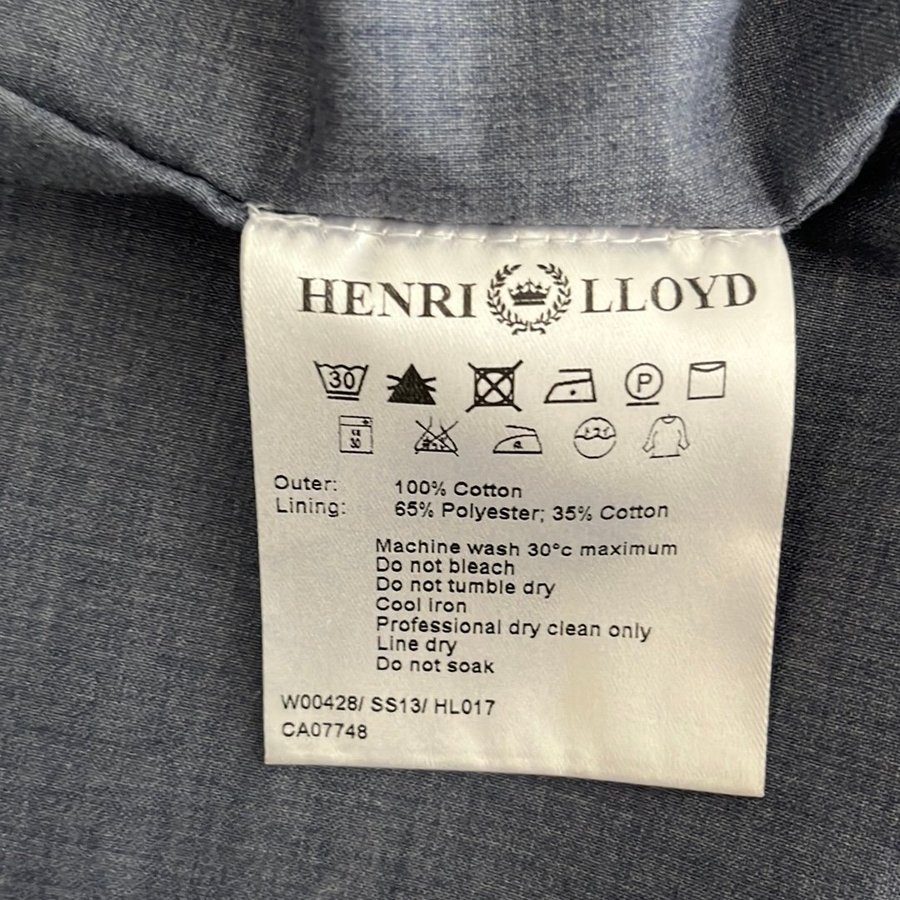 HENRI LLOYD
30 P
30
Outer: 100% Cotton
Lining: 65% Polyester; 35% Cotton
Machine wash 30°c maximum
Do not bleach
Do not tumble dry
Cool iron
Professional dry clean only
Line dry
Do not soak
W00428/ SS13/ HL017
CA07748